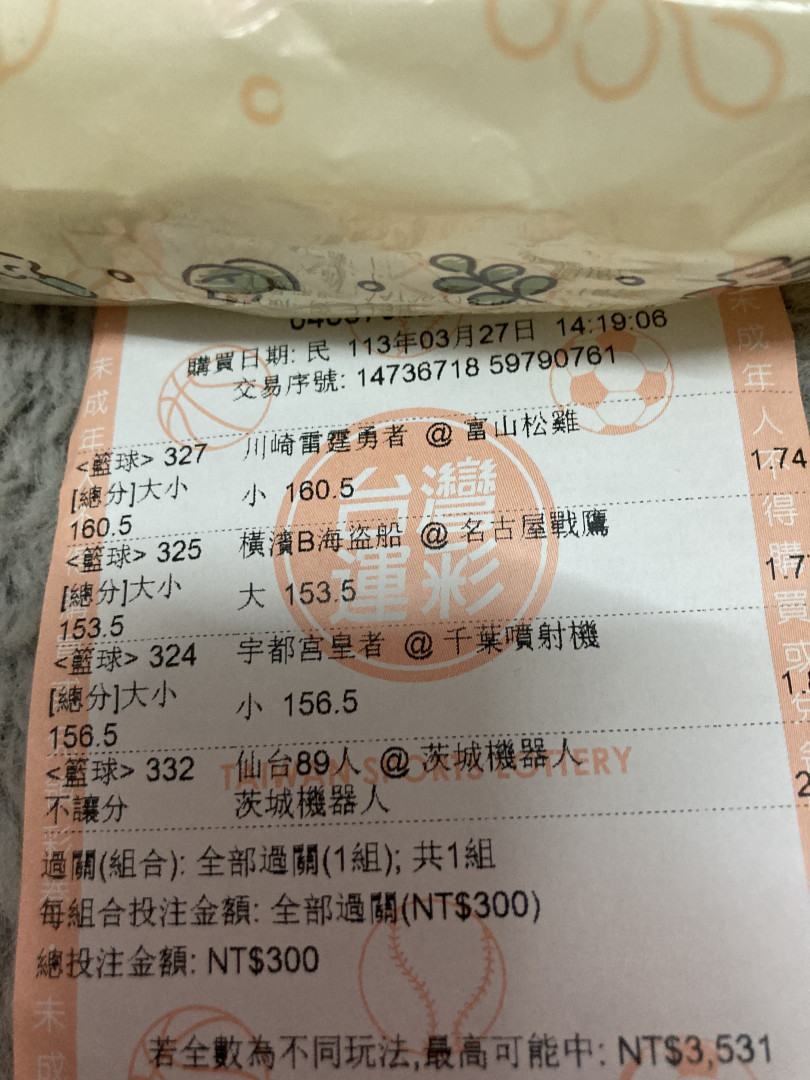 購買日期: 民 113年03月27日 14:19:06
交易序號: 14736718 59790761
<籃球> 327 川崎雷霆勇者 @ 富山松雞
[總分]大小 小 160.5 1.74
160.5
<籃球> 325 橫濱B海盜船 @ 名古屋戰鷹
[總分]大小 大 153.5
153.5
<籃球> 324 宇都宮皇者 @ 千葉噴射機
[總分]大小 小 156.5
156.5
<籃球> 332 仙台89人 @ 茨城機器人
不讓分 茨城機器人
過關(組合): 全部過關(1組); 共1組
每組合投注金額: 全部過關(NT$300)
總投注金額: NT$300
若全數為不同玩法,最高可能中: NT$3,531
台灣
運彩
TAIWAN SPORTS LOTTERY
未成年人不得購買或兌
未成年
未成